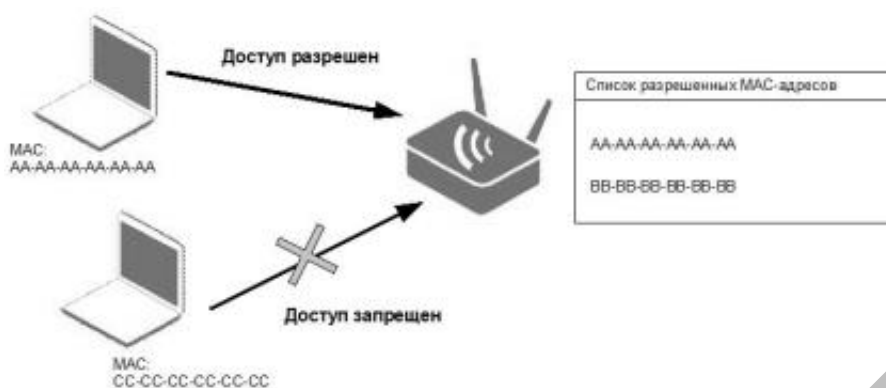 Доступ разрешен
Список разрешенных MAC-адресов
MAC:
AA-AA-AA-AA-AA-AA
AA-AA-AA-AA-AA-AA
BB-BB-BB-BB-BB-BB
Доступ запрещен
MAC:
CC-CC-CC-CC-CC-CC